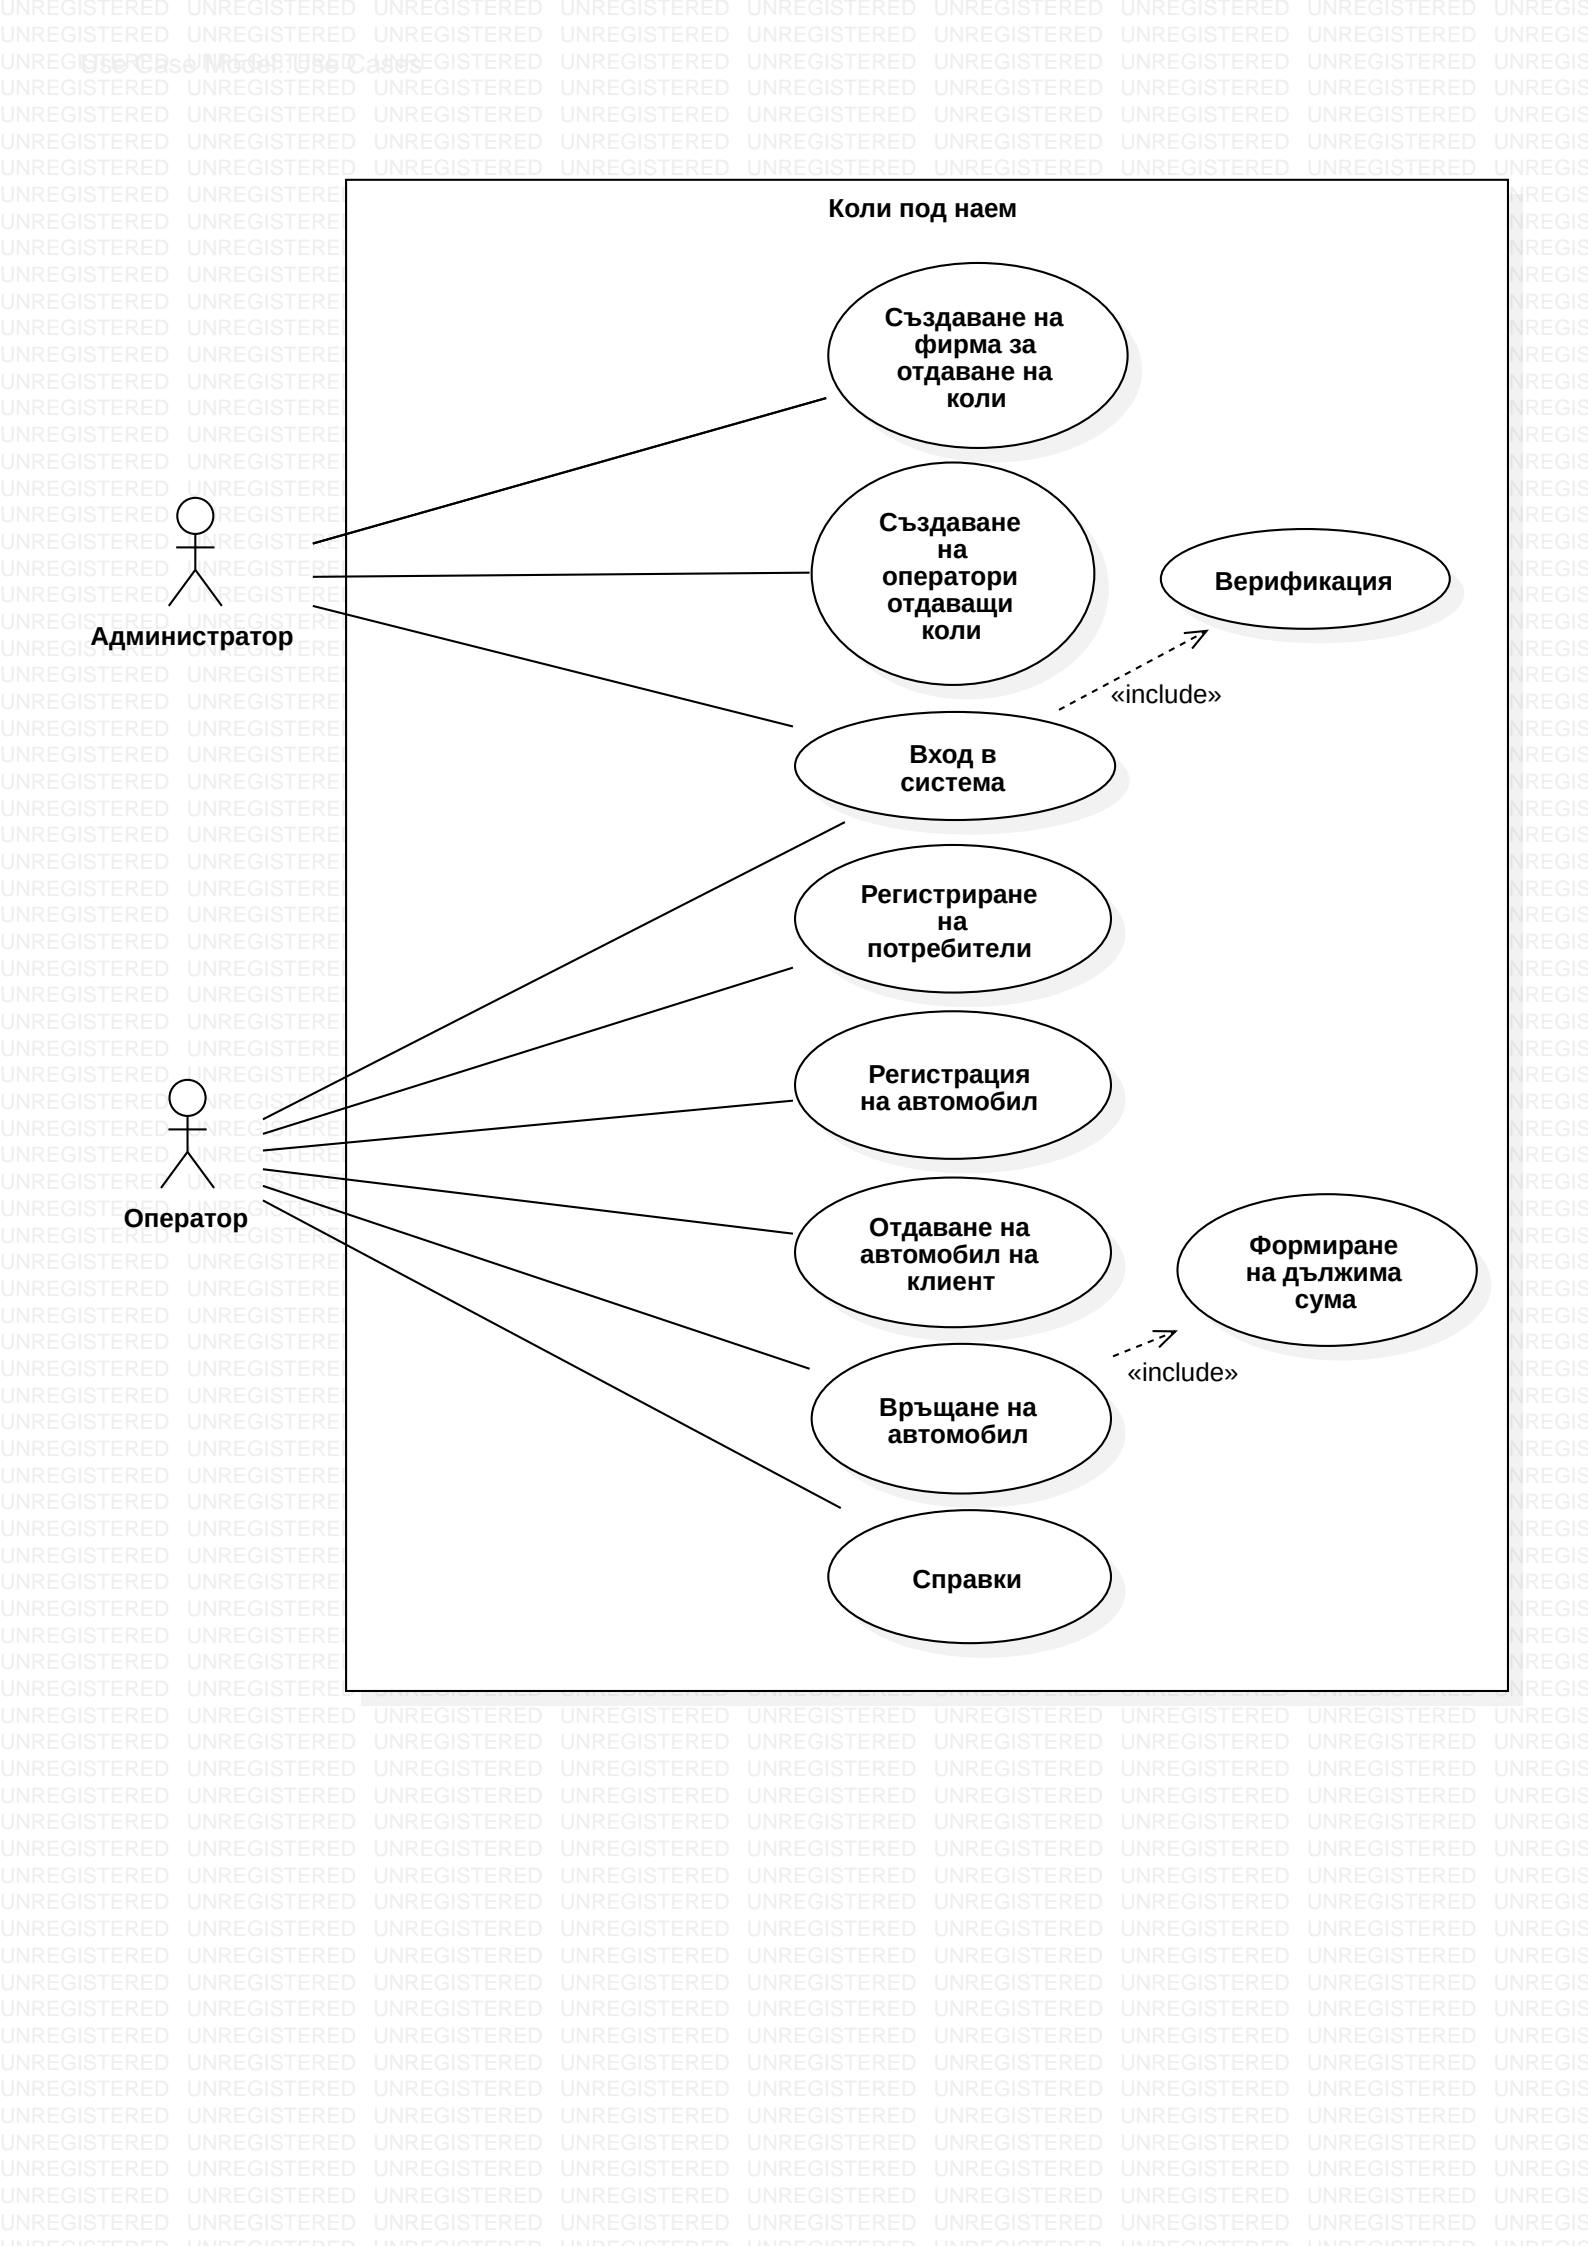 Use Case Model::Use Cases
Коли под наем
Създаване на
фирма за
отдаване на
коли
Създаване
на
оператори
отдаващи
коли
Верификация
Администратор
«include»
Вход в
система
Регистриране
на
потребители
Регистрация
на автомобил
Оператор
Отдаване на
автомобил на
клиент
Формиране
на дължима
сума
«include»
Връщане на
автомобил
Справки
UNREGISTERED